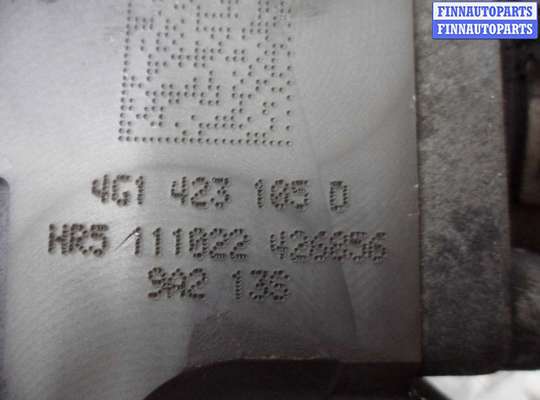 FINNAUTOPARTS
FINNAUTOPARTS
4G1 423 105 D
HR5 111022 426856
9A2 136